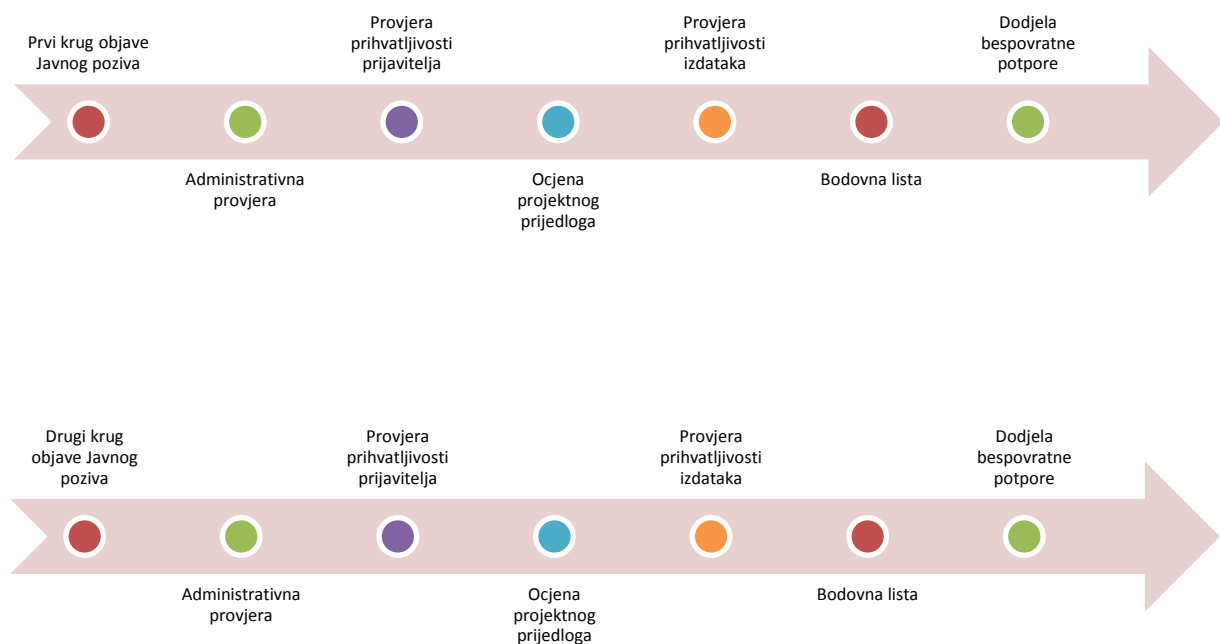 Prvi krug objave
Javnog poziva
Administrativna
provjera
Provjera
prihvatljivosti
prijavitelja
Ocjena
projektnog
prijedloga
Provjera
prihvatljivosti
izdataka
Bodovna lista
Dodjela
bespovratne
potpore
Drugi krug
objave Javnog
poziva
Administrativna
provjera
Provjera
prihvatljivosti
prijavitelja
Ocjena
projektnog
prijedloga
Provjera
prihvatljivosti
izdataka
Bodovna lista
Dodjela
bespovratne
potpore